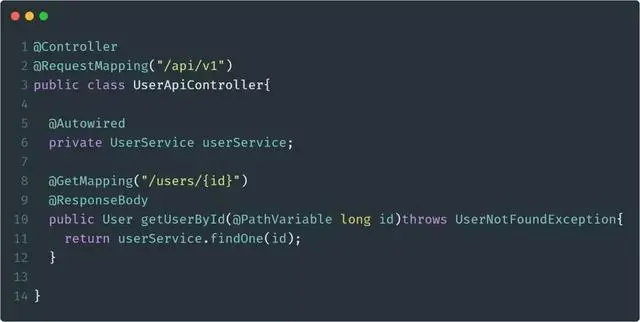 1 @Controller
2 @RequestMapping("/api/v1")
3 public class UserApiController{
4
5 @Autowired
6 private UserService userService;
7
8 @GetMapping("/users/{id}")
9 @ResponseBody
10 public User getUserById(@PathVariable long id)throws UserNotFoundException{
11 return userService.findOne(id);
12 }
13
14 }